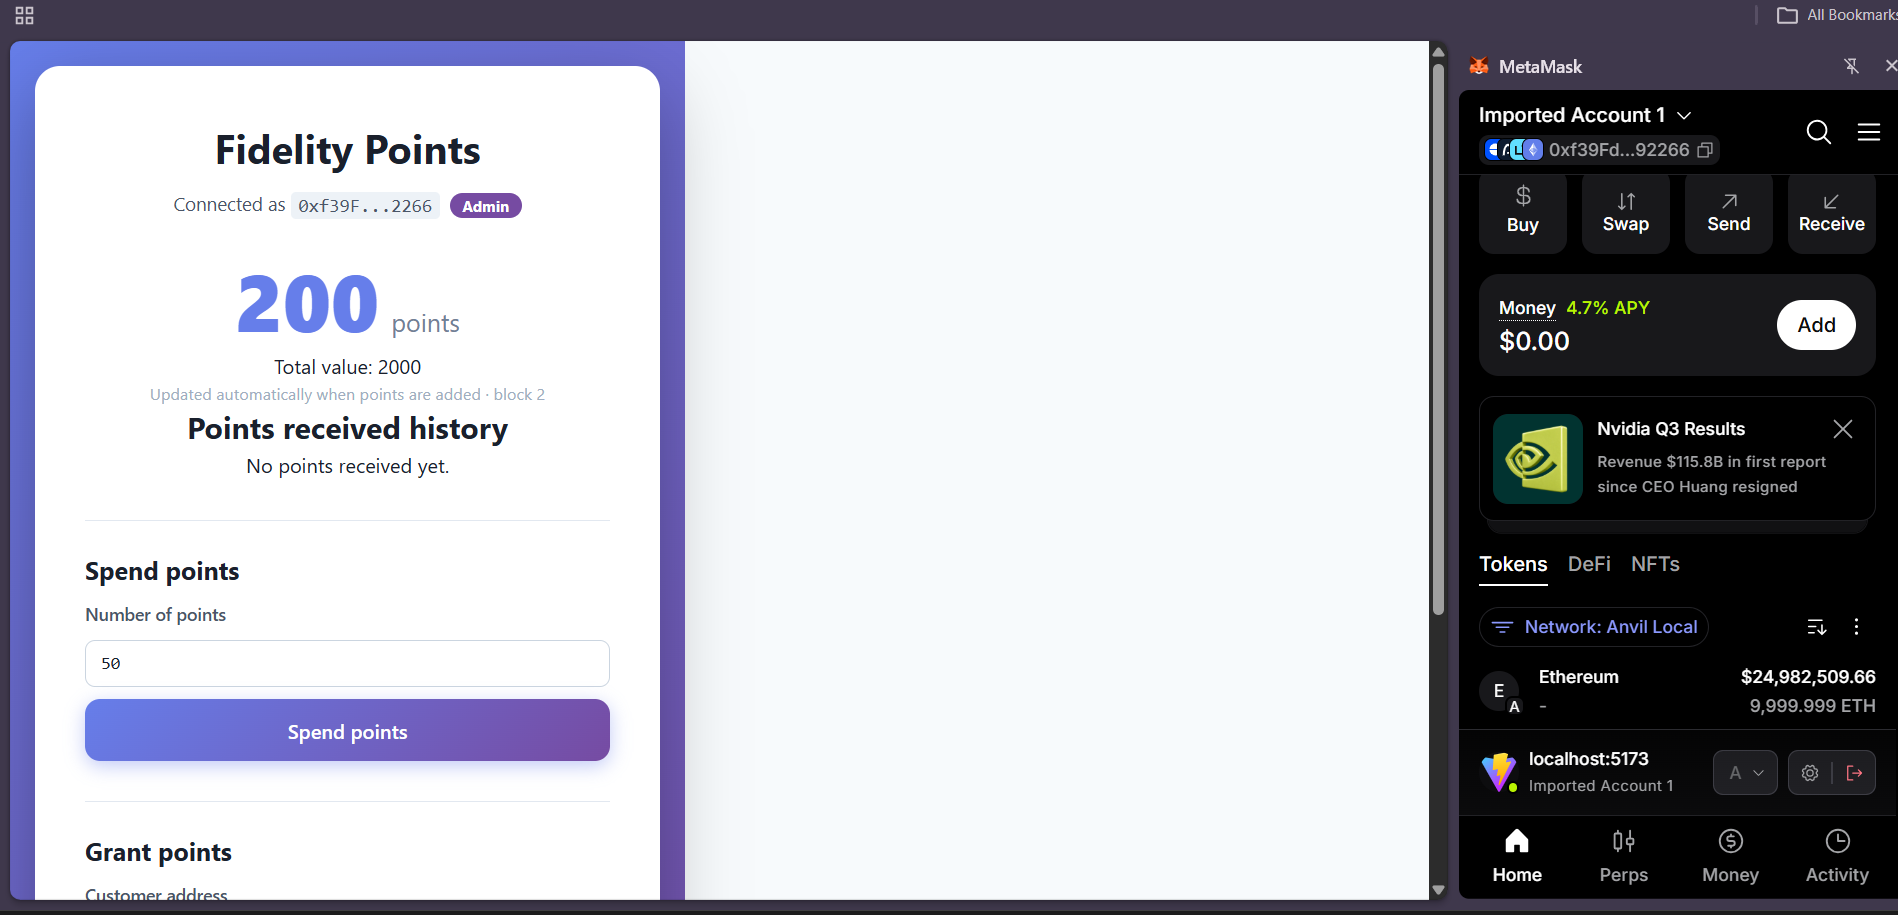 All Bookmarks
Fidelity Points
Connected as 0xf39F...2266 Admin
200 points
Total value: 2000
Updated automatically when points are added · block 2
Points received history
No points received yet.
Spend points
Number of points
50
Spend points
Grant points
Customer address
MetaMask
Imported Account 1
0xf39Fd...92266
Buy
Swap
Send
Receive
Money 4.7% APY
$0.00
Add
Nvidia Q3 Results
Revenue $115.8B in first report
since CEO Huang resigned
Tokens DeFi NFTs
Network: Anvil Local
E
A
Ethereum
-
$24,982,509.66
9,999.999 ETH
localhost:5173
Imported Account 1
A
Home
Perps
Money
Activity